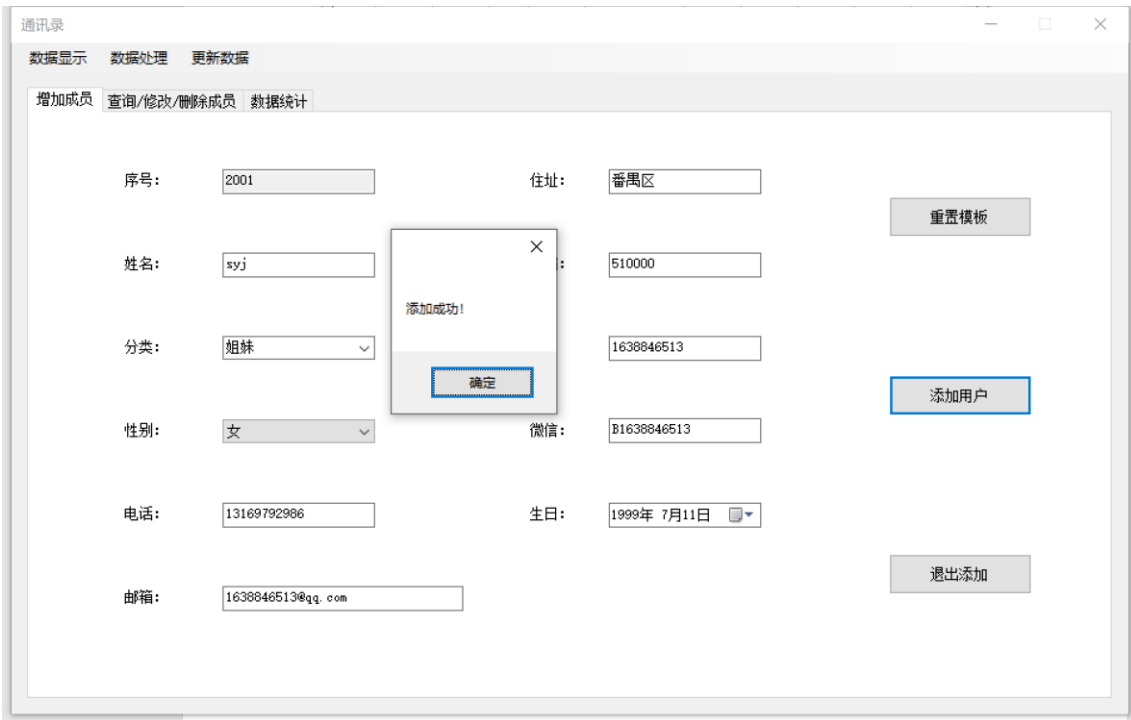 通讯录
数据显示 数据处理 更新数据
增加成员 查询/修改/删除成员 数据统计
序号: 2001 住址: 番禺区
重置模板
姓名: syj : 510000
添加成功!
分类: 姐妹 1638846513
确定
添加用户
性别: 女 微信: B1638846513
电话: 13169792986 生日: 1999年 7月11日
退出添加
邮箱: 1638846513@qq.com